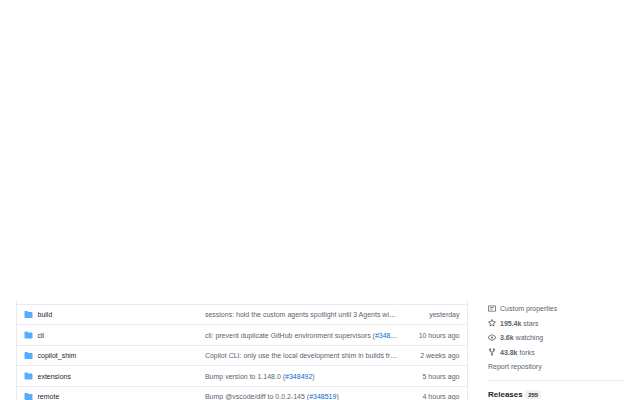 build sessions: hold the custom agents spotlight until 3 Agents wi... yesterday
cli cli: prevent duplicate GitHub environment supervisors (#348... 10 hours ago
copilot_shim Copilot CLI: only use the local development shim in builds fr... 2 weeks ago
extensions Bump version to 1.148.0 (#348492) 5 hours ago
remote Bump @vscode/diff to 0.0.2-145 (#348519) 4 hours ago
Custom properties
195.4k stars
3.6k watching
43.8k forks
Report repository
Releases 255